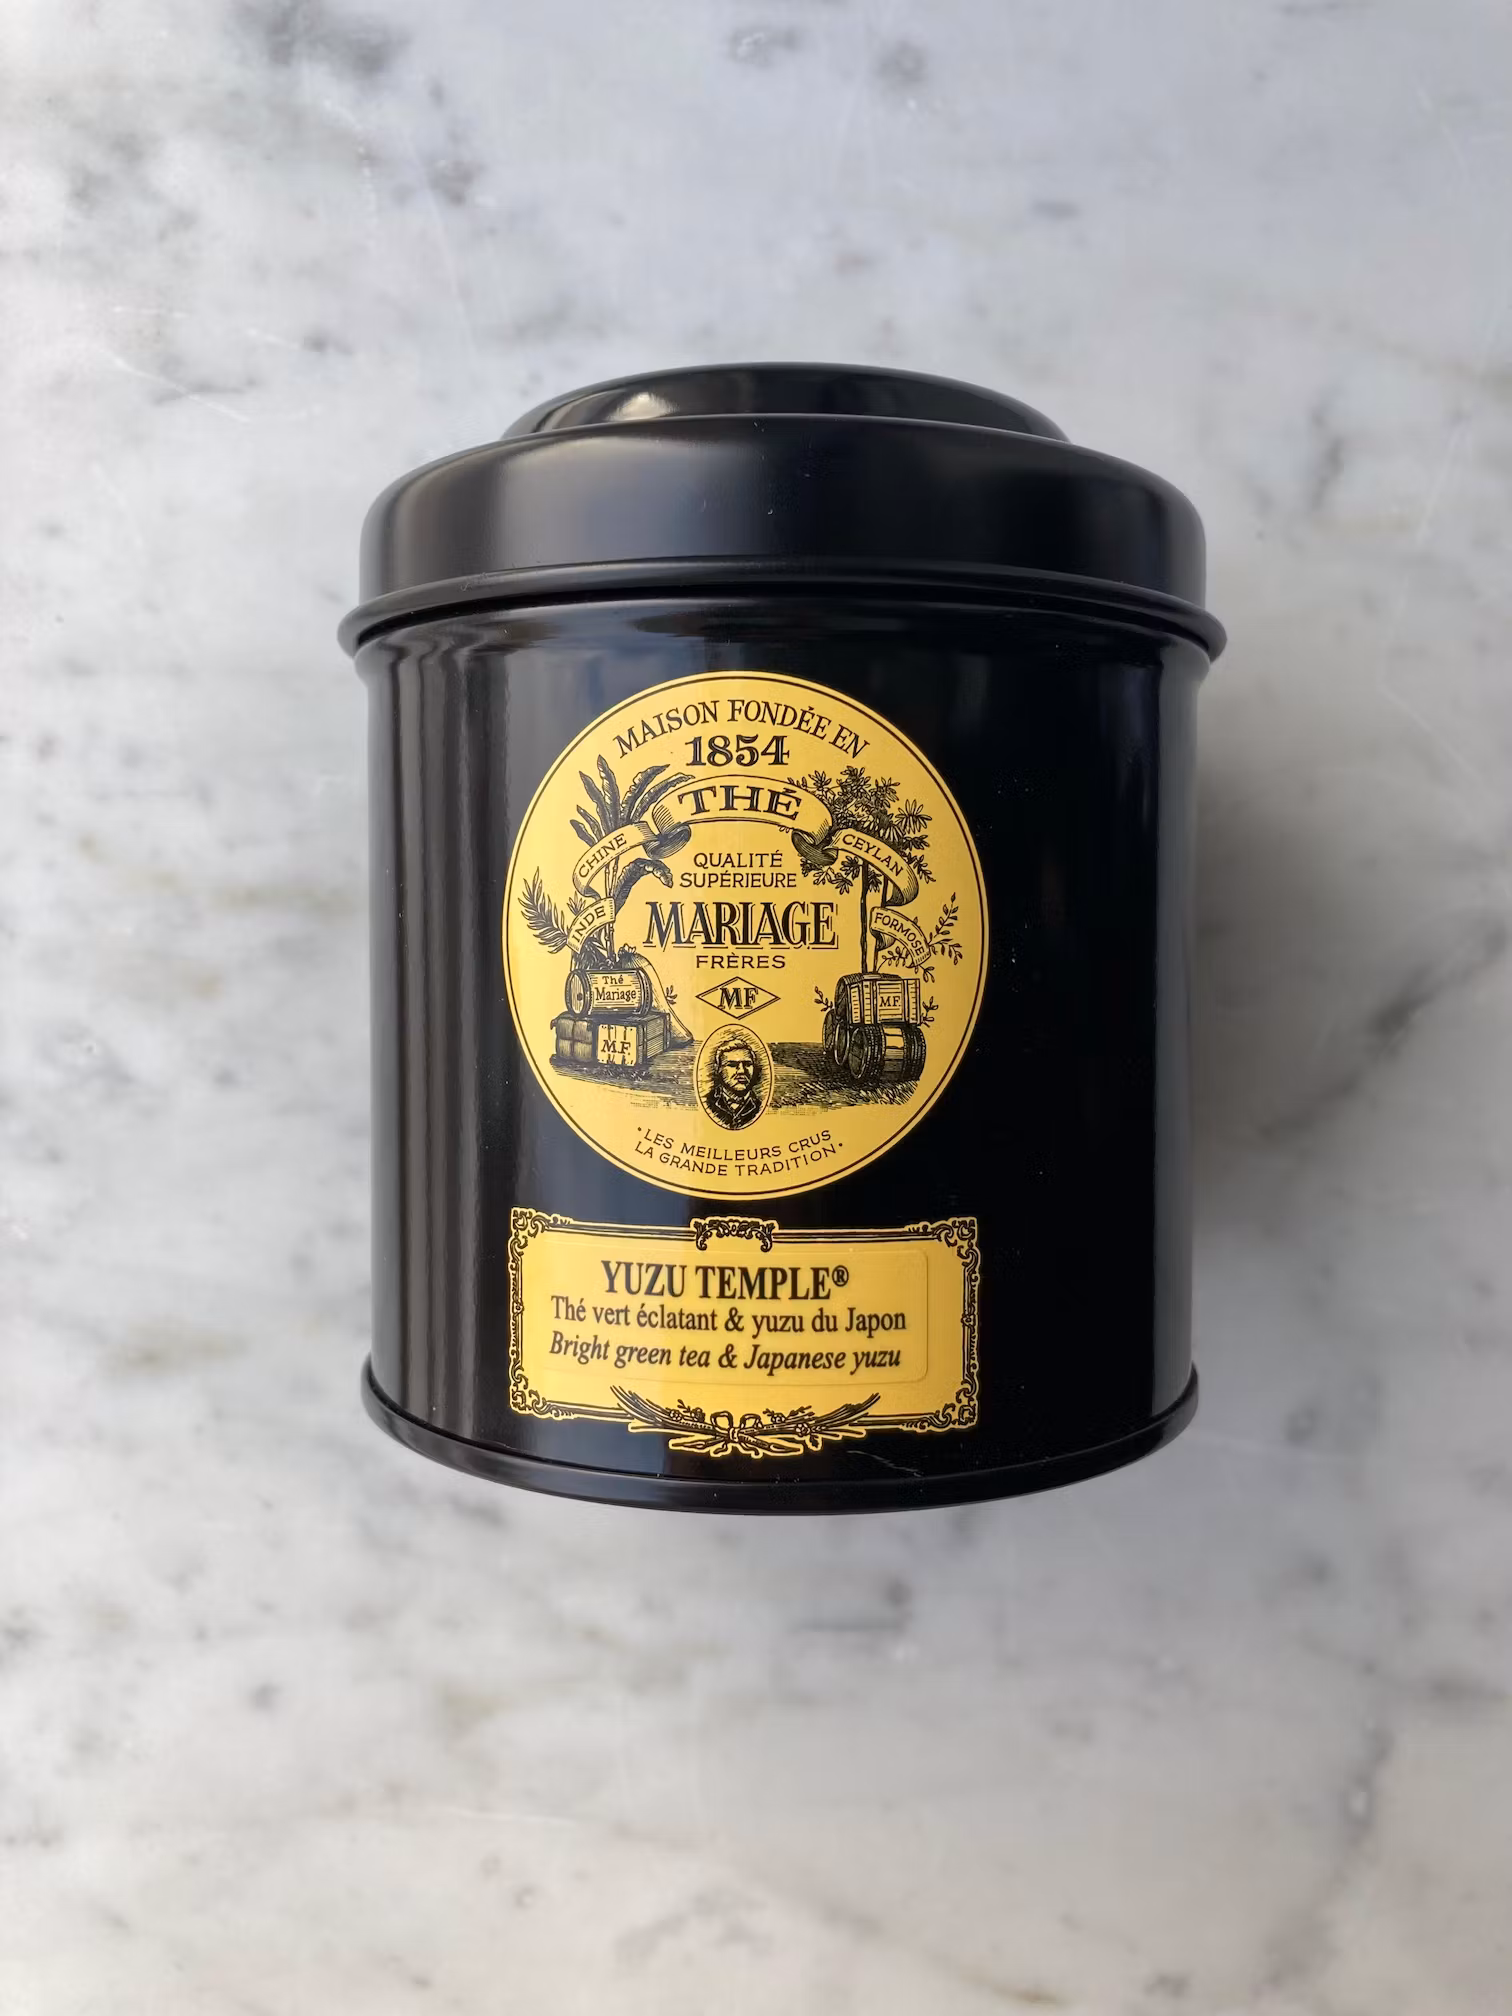 MAISON FONDÉE EN
1854
THÉ
CHINE
CEYLAN
INDE
FORMOSE
QUALITÉ
SUPÉRIEURE
MARIAGE
FRÈRES
MF
Thé
Mariage
M.F.
M.F.
• LES MEILLEURS CRUS
LA GRANDE TRADITION •
YUZU TEMPLE®
Thé vert éclatant & yuzu du Japon
Bright green tea & Japanese yuzu